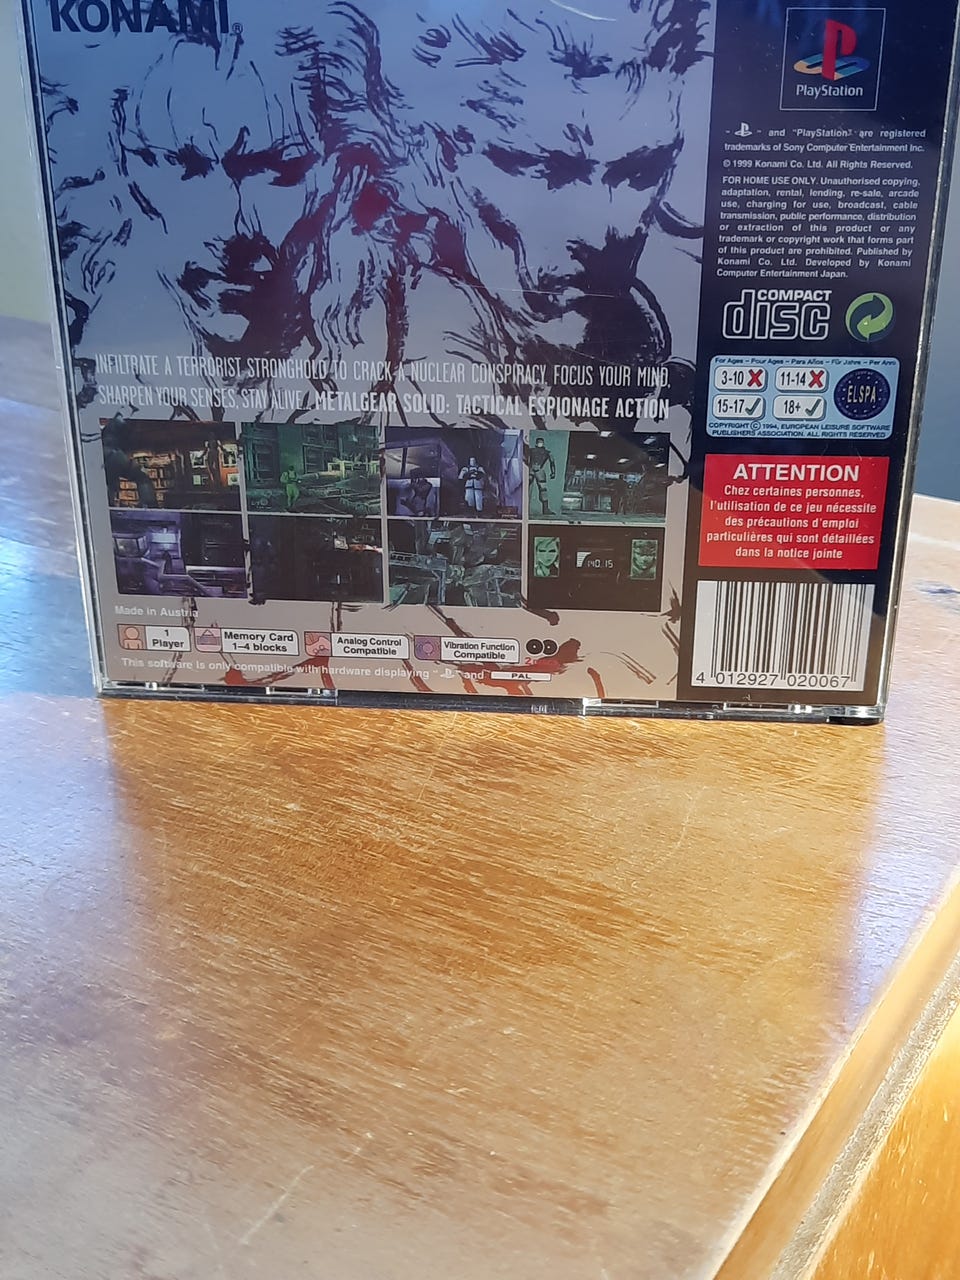 KONAMI®
INFILTRATE A TERRORIST STRONGHOLD TO CRACK A NUCLEAR CONSPIRACY. FOCUS YOUR MIND,
SHARPEN YOUR SENSES, STAY ALIVE. METAL GEAR SOLID: TACTICAL ESPIONAGE ACTION
140.15
Made in Austria
1
Player
Memory Card
1–4 blocks
Analog Control
Compatible
Vibration Function
Compatible
This software is only compatible with hardware displaying " " and PAL
PlayStation
" " and "PlayStation" are registered
trademarks of Sony Computer Entertainment Inc.
© 1999 Konami Co. Ltd. All Rights Reserved.
FOR HOME USE ONLY. Unauthorised copying,
adaptation, rental, lending, re-sale, arcade
use, charging for use, broadcast, cable
transmission, public performance, distribution
or extraction of this product or any
trademark or copyright work that forms part
of this product are prohibited. Published by
Konami Co. Ltd. Developed by Konami
Computer Entertainment Japan.
COMPACT
disc
For Ages - Pour Ages - Para Años - Für Jahre - Per Anni
3-10 11-14
15-17 18+
ELSPA
COPYRIGHT © 1994, EUROPEAN LEISURE SOFTWARE
PUBLISHERS ASSOCIATION. ALL RIGHTS RESERVED
ATTENTION
Chez certaines personnes,
l'utilisation de ce jeu nécessite
des précautions d'emploi
particulières qui sont détaillées
dans la notice jointe
4 012927 020067